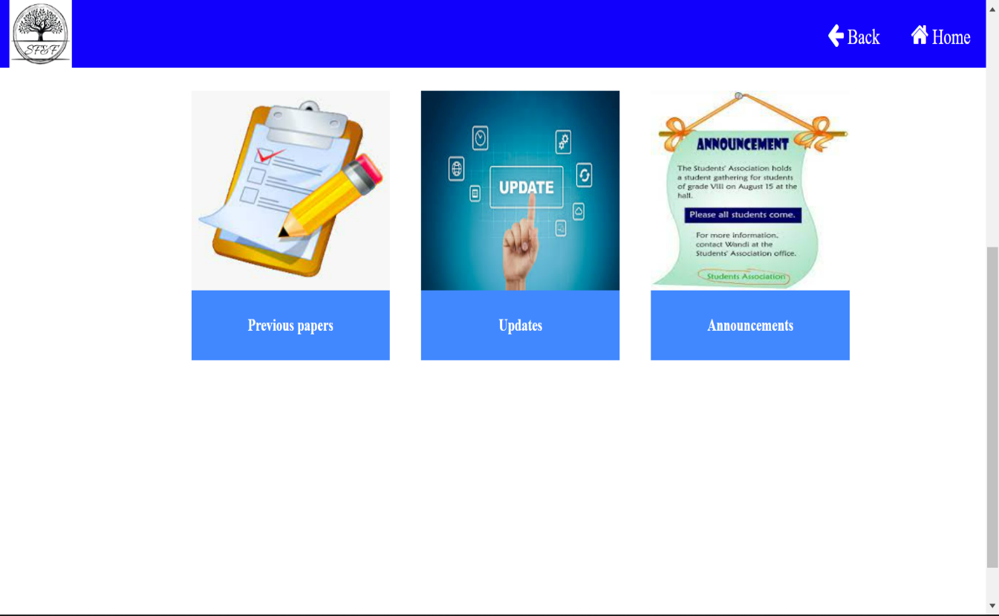 SF&F
Back
Home
UPDATE
ANNOUNCEMENT
The Students' Association holds
a student gathering for students
of grade VIII on August 15 at the
hall.
Please all students come.
For more information,
contact Wandi at the
Students' Association office.
Students Association
Previous papers
Updates
Announcements